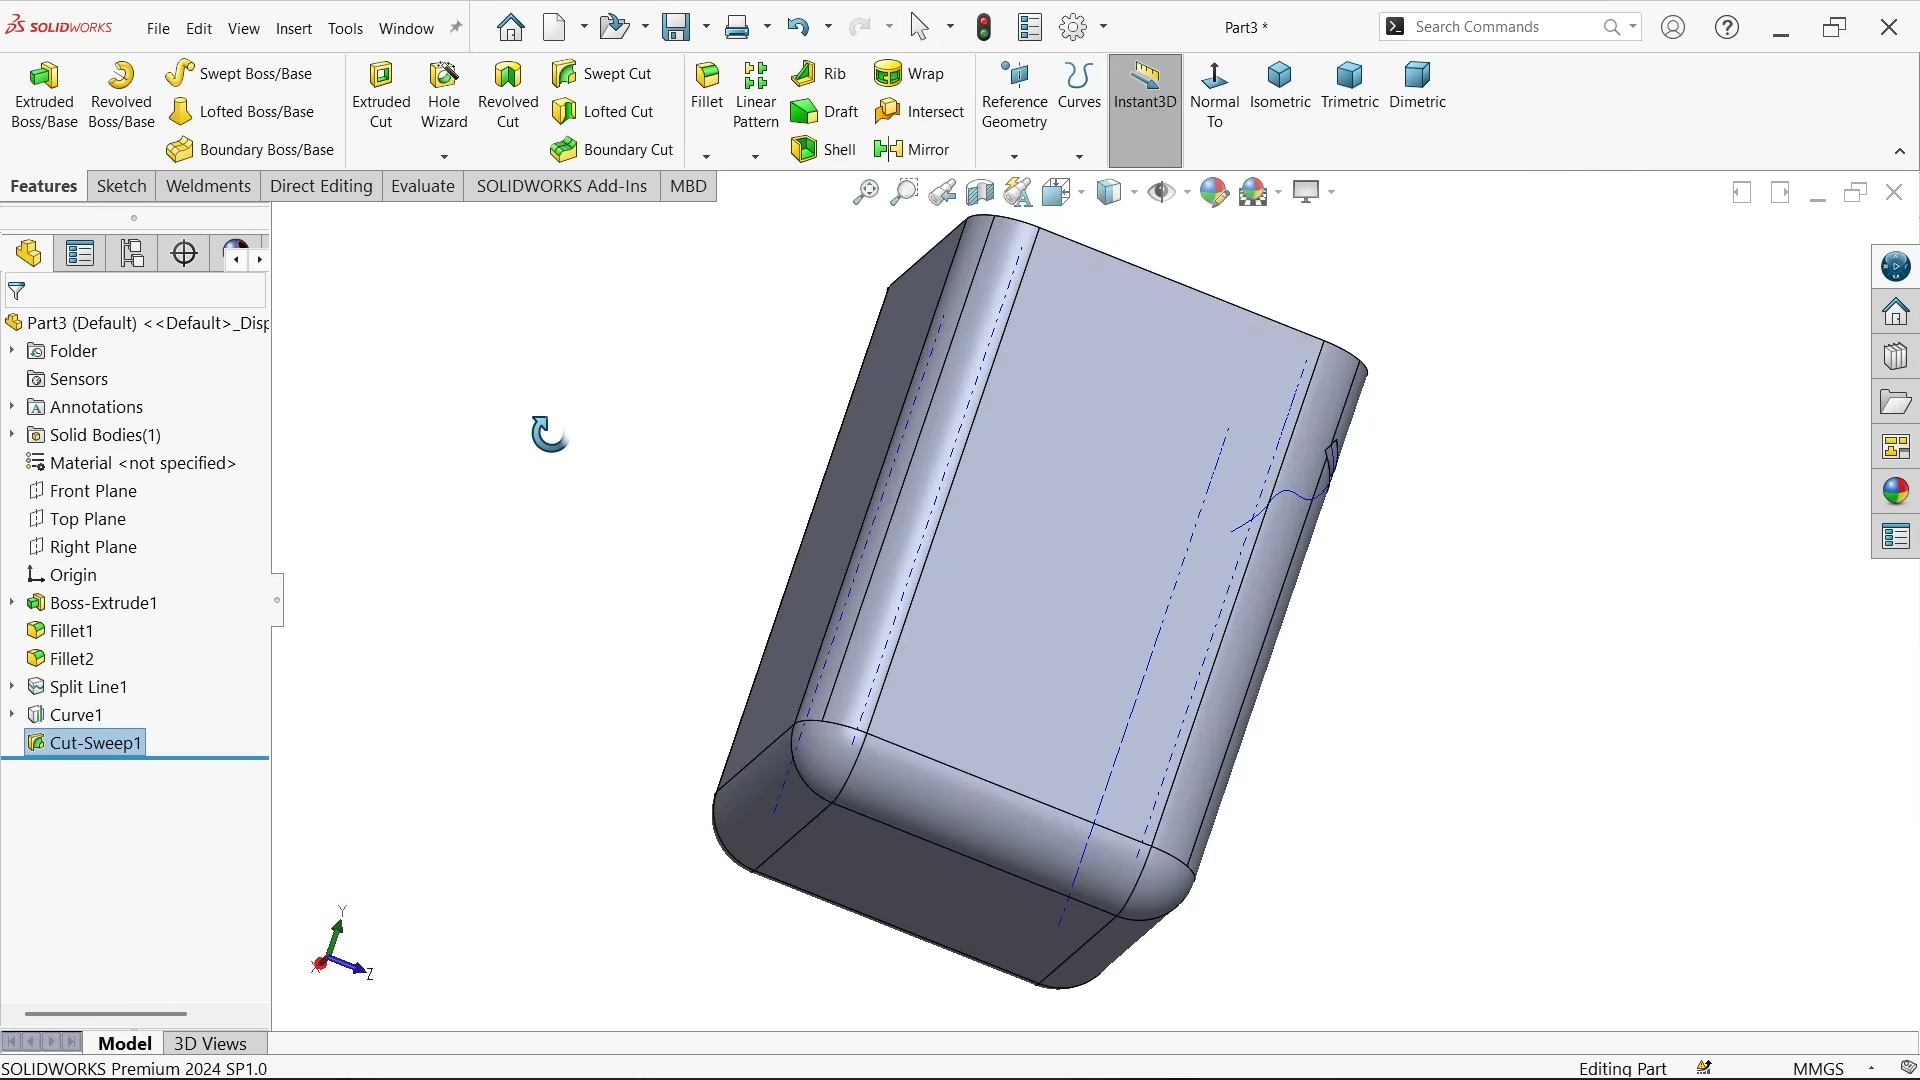 SOLIDWORKS File Edit View Insert Tools Window Part3 * Search Commands
Extruded Boss/Base
Revolved Boss/Base
Swept Boss/Base
Lofted Boss/Base
Boundary Boss/Base
Extruded Cut
Hole Wizard
Revolved Cut
Swept Cut
Lofted Cut
Boundary Cut
Fillet
Linear Pattern
Rib
Draft
Shell
Wrap
Intersect
Mirror
Reference Geometry
Curves
Instant3D
Normal To
Isometric
Trimetric
Dimetric
Features Sketch Weldments Direct Editing Evaluate SOLIDWORKS Add-Ins MBD
Part3 (Default) <<Default>_Disp
Folder
Sensors
Annotations
Solid Bodies(1)
Material <not specified>
Front Plane
Top Plane
Right Plane
Origin
Boss-Extrude1
Fillet1
Fillet2
Split Line1
Curve1
Cut-Sweep1
Y
X
Z
Model 3D Views
SOLIDWORKS Premium 2024 SP1.0 Editing Part MMGS